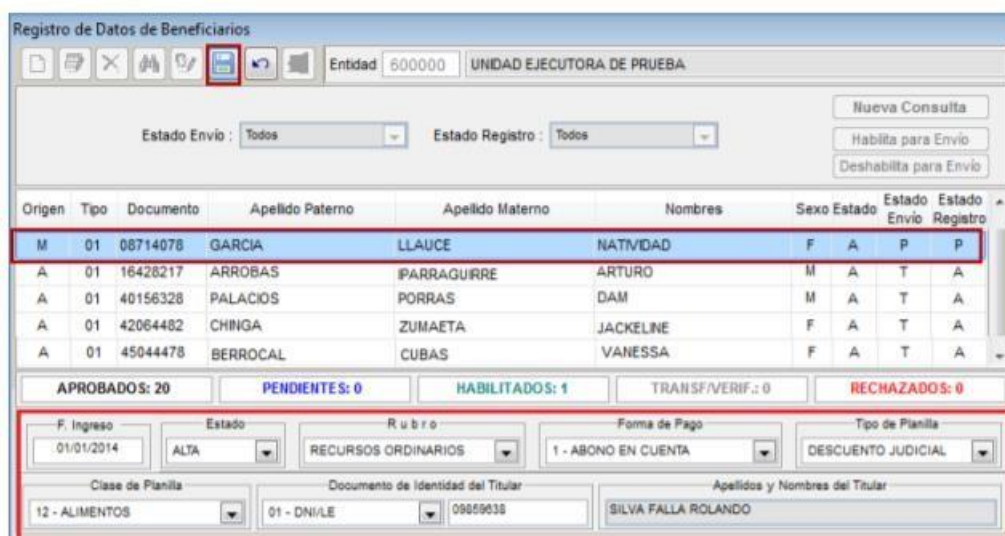 Registro de Datos de Beneficiarios
Entidad 600000 UNIDAD EJECUTORA DE PRUEBA
Nueva Consulta
Estado Envío : Todos Estado Registro : Todos
Habilita para Envío
Deshabilita para Envío
Origen Tipo Documento Apellido Paterno Apellido Materno Nombres Sexo Estado Estado Envío Estado Registro
M 01 08714078 GARCIA LLAUCE NATIVIDAD F A P P
A 01 16428217 ARROBAS IPARRAGUIRRE ARTURO M A T A
A 01 40156328 PALACIOS PORRAS DAM M A T A
A 01 42064482 CHINGA ZUMAETA JACKELINE F A T A
A 01 45044478 BERROCAL CUBAS VANESSA F A T A
APROBADOS: 20 PENDIENTES: 0 HABILITADOS: 1 TRANSF/VERIF.: 0 RECHAZADOS: 0
F. Ingreso Estado Rubro Forma de Pago Tipo de Planilla
01/01/2014 ALTA RECURSOS ORDINARIOS 1 - ABONO EN CUENTA DESCUENTO JUDICIAL
Clase de Planilla Documento de Identidad del Titular Apellidos y Nombres del Titular
12 - ALIMENTOS 01 - DNI/LE 09859638 SILVA FALLA ROLANDO